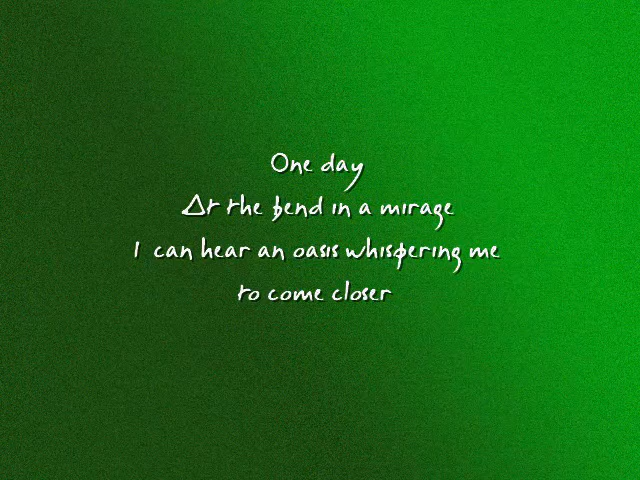 One day
At the bend in a mirage
I can hear an oasis whispering me
to come closer